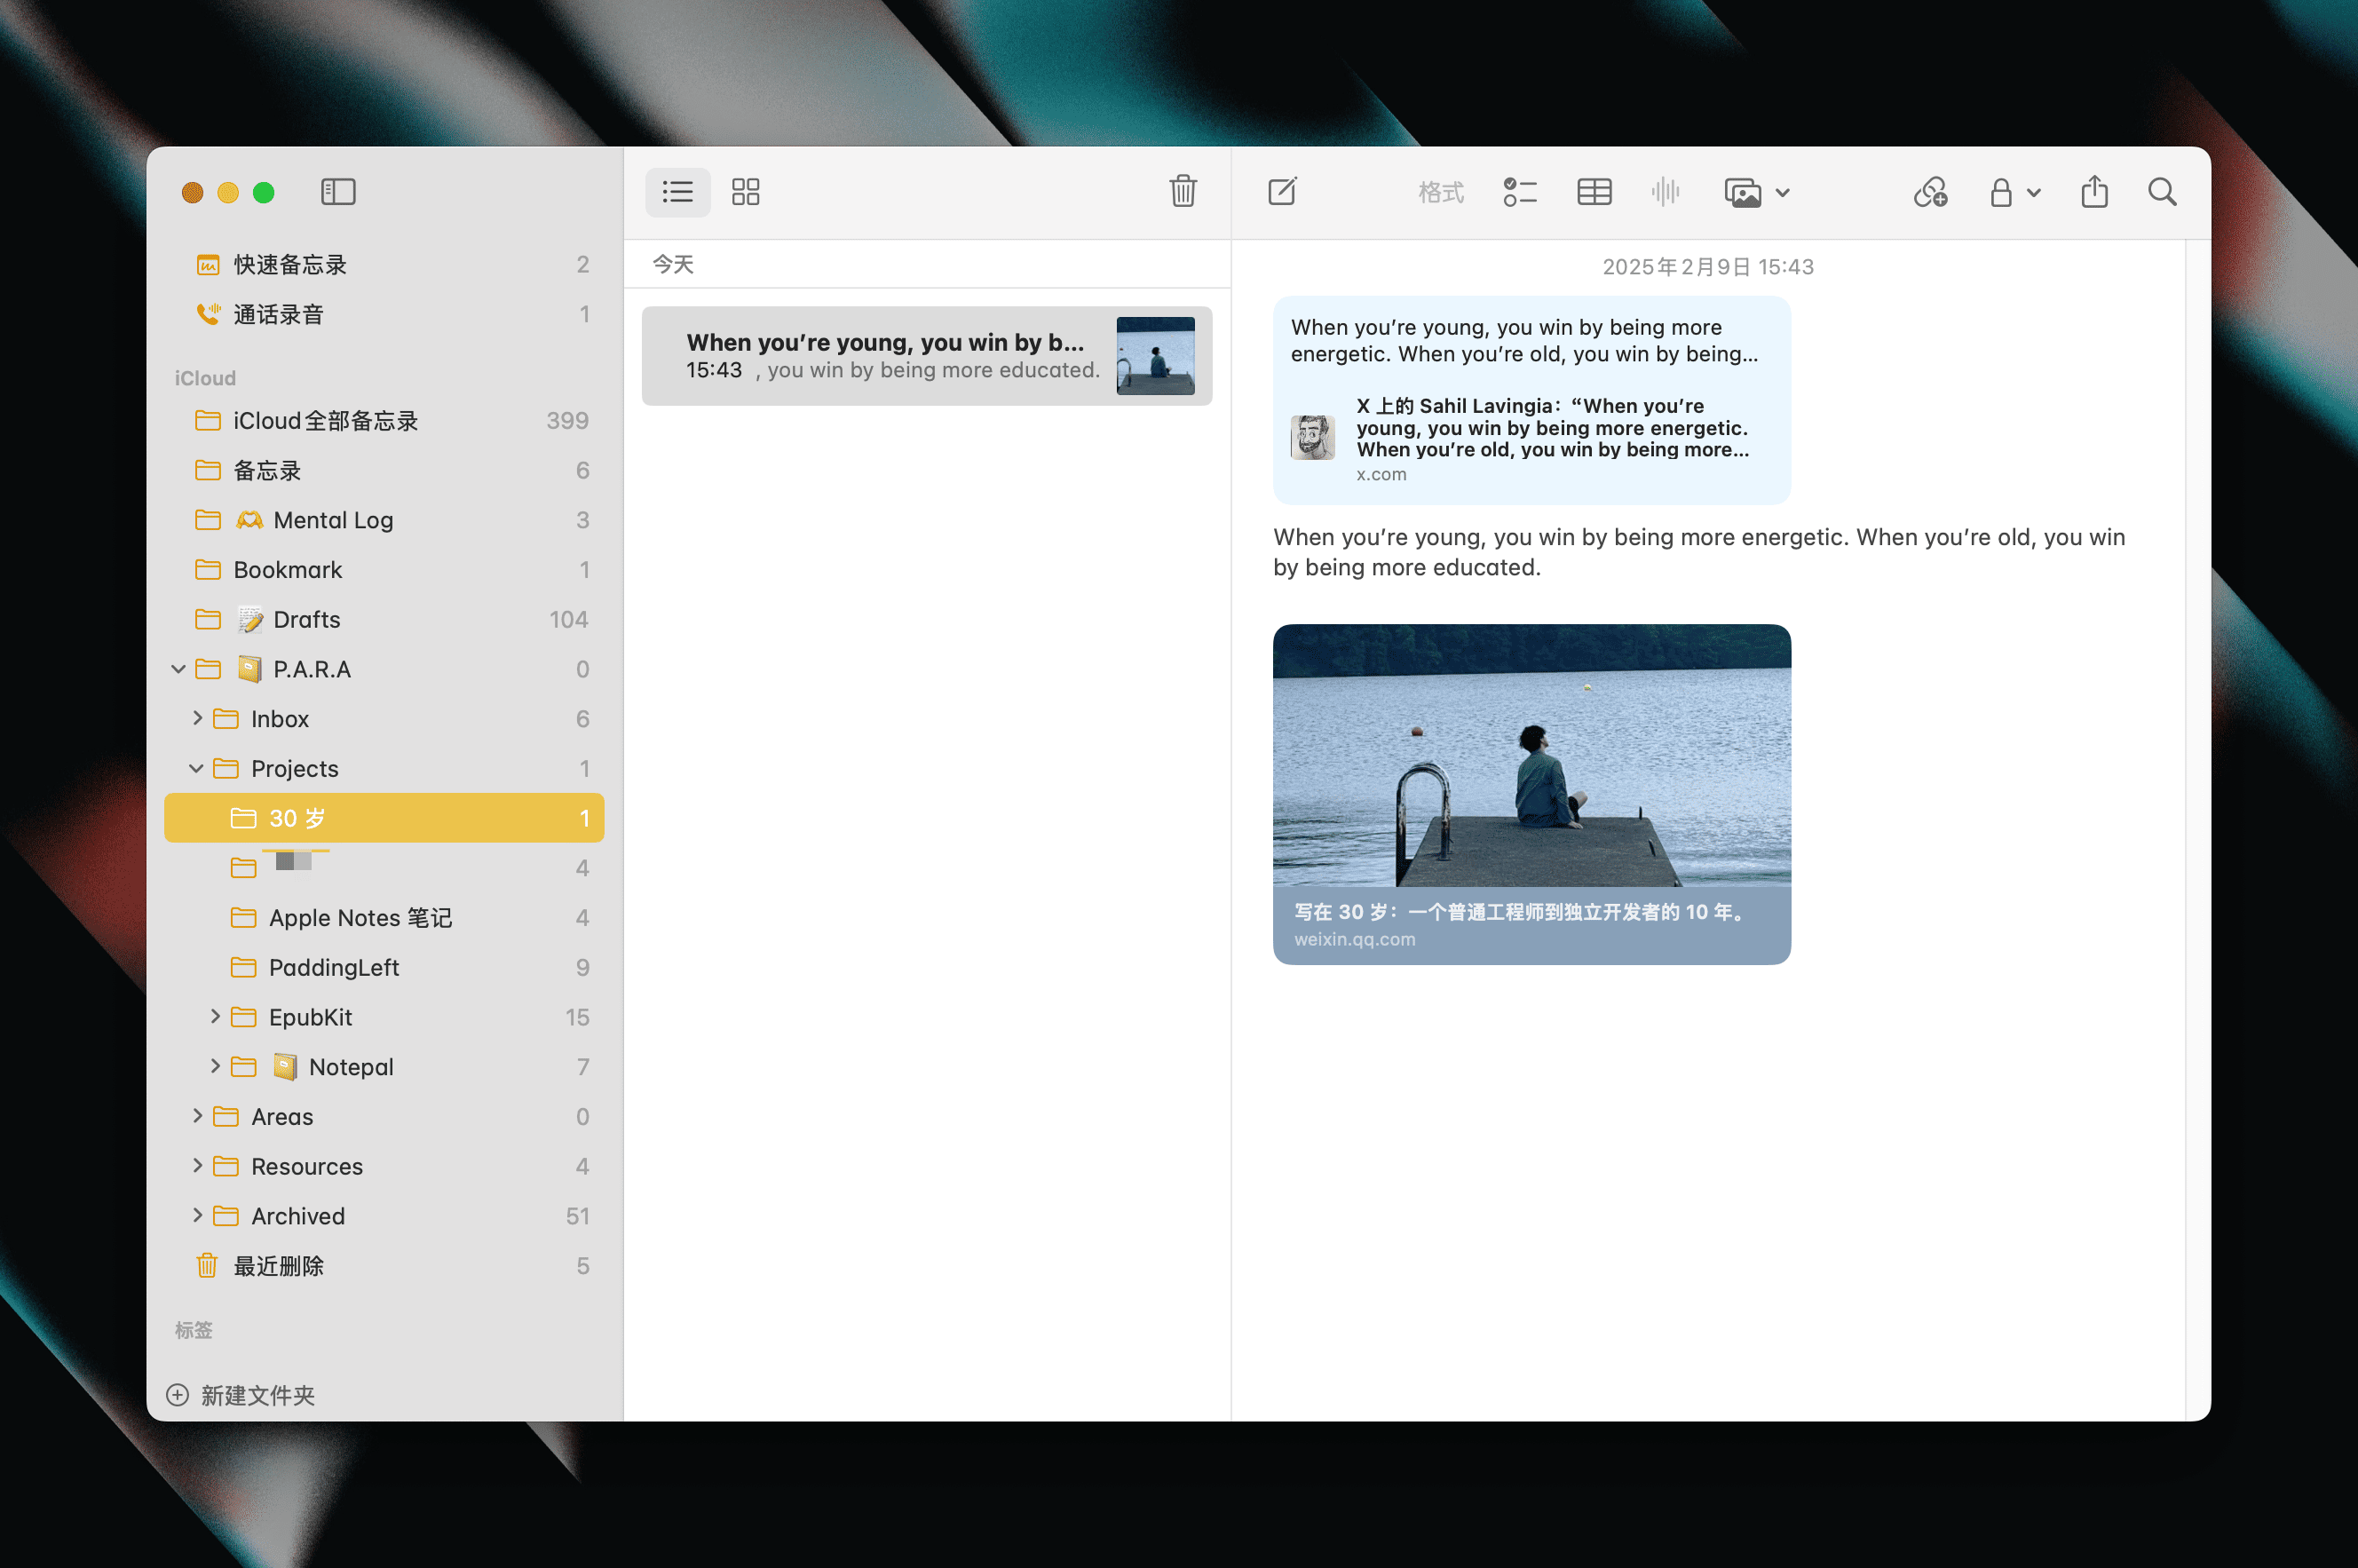 快速备忘录 2
通话录音 1
iCloud
iCloud全部备忘录 399
备忘录 6
Mental Log 3
Bookmark 1
Drafts 104
P.A.R.A 0
Inbox 6
Projects 1
30 岁 1
4
Apple Notes 笔记 4
PaddingLeft 9
EpubKit 15
Notepal 7
Areas 0
Resources 4
Archived 51
最近删除 5
标签
新建文件夹
今天
When you’re young, you win by b...
15:43 , you win by being more educated.
格式
2025年2月9日 15:43
When you’re young, you win by being more
energetic. When you’re old, you win by being...
X 上的 Sahil Lavingia：“When you’re
young, you win by being more energetic.
When you’re old, you win by being more...
x.com
When you’re young, you win by being more energetic. When you’re old, you win
by being more educated.
写在 30 岁：一个普通工程师到独立开发者的 10 年。
weixin.qq.com